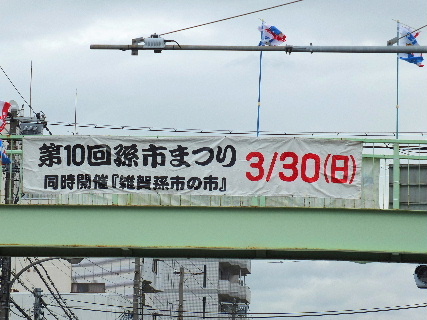 第10回孫市まつり 3/30(日)
同時開催『雑賀孫市の市』